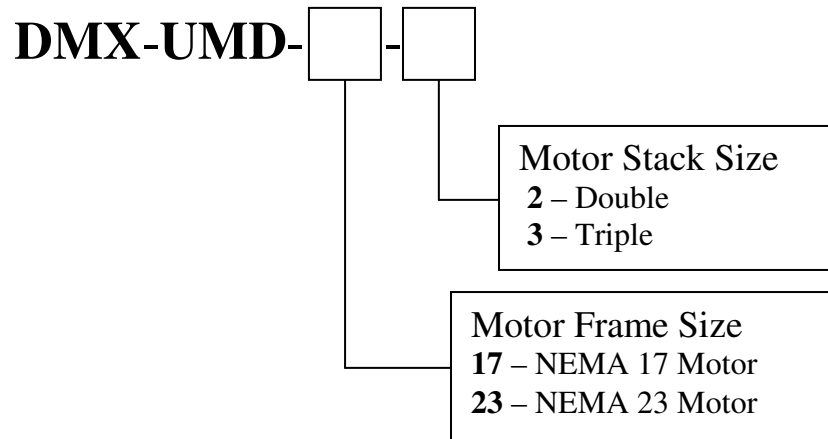 DMX-UMD- -
Motor Stack Size
2 – Double
3 – Triple
Motor Frame Size
17 – NEMA 17 Motor
23 – NEMA 23 Motor